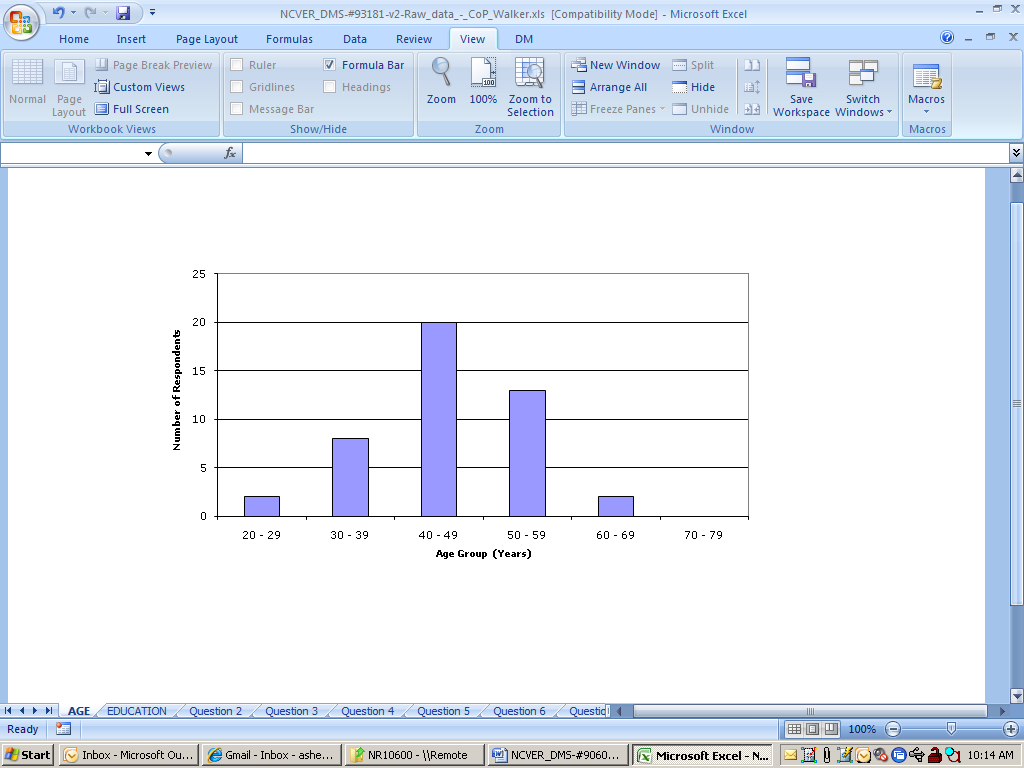 NCVER_DMS-#93181-v2-Raw_data_-_CoP_Walker.xls [Compatibility Mode] - Microsoft Excel
Home Insert Page Layout Formulas Data Review View DM
Normal
Page Layout
Page Break Preview
Custom Views
Full Screen
Workbook Views
Ruler
Formula Bar
Gridlines
Headings
Message Bar
Show/Hide
Zoom
100%
Zoom to Selection
Zoom
New Window
Arrange All
Freeze Panes
Split
Hide
Unhide
Save Workspace
Switch Windows
Window
Macros
Macros
fx
25
20
15
10
5
0
Number of Respondents
20 - 29 30 - 39 40 - 49 50 - 59 60 - 69 70 - 79
Age Group (Years)
AGE EDUCATION Question 2 Question 3 Question 4 Question 5 Question 6 Questio
Ready 100%
Start Inbox - Microsoft Ou... Gmail - Inbox - ashe... NR10600 - \\Remote NCVER_DMS-#9060... Microsoft Excel - N... 10:14 AM